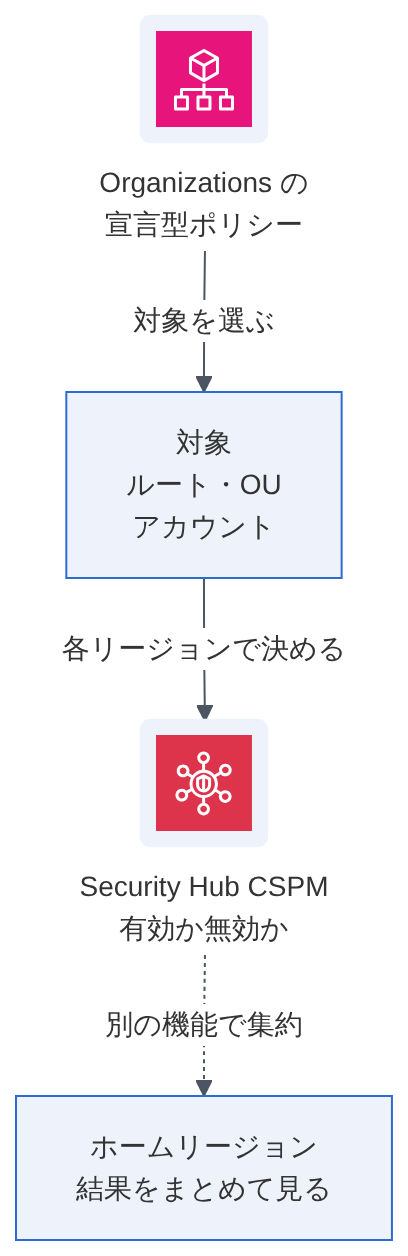 Organizations の
宣言型ポリシー
対象を選ぶ
対象
ルート・OU
アカウント
各リージョンで決める
Security Hub CSPM
有効か無効か
別の機能で集約
ホームリージョン
結果をまとめて見る